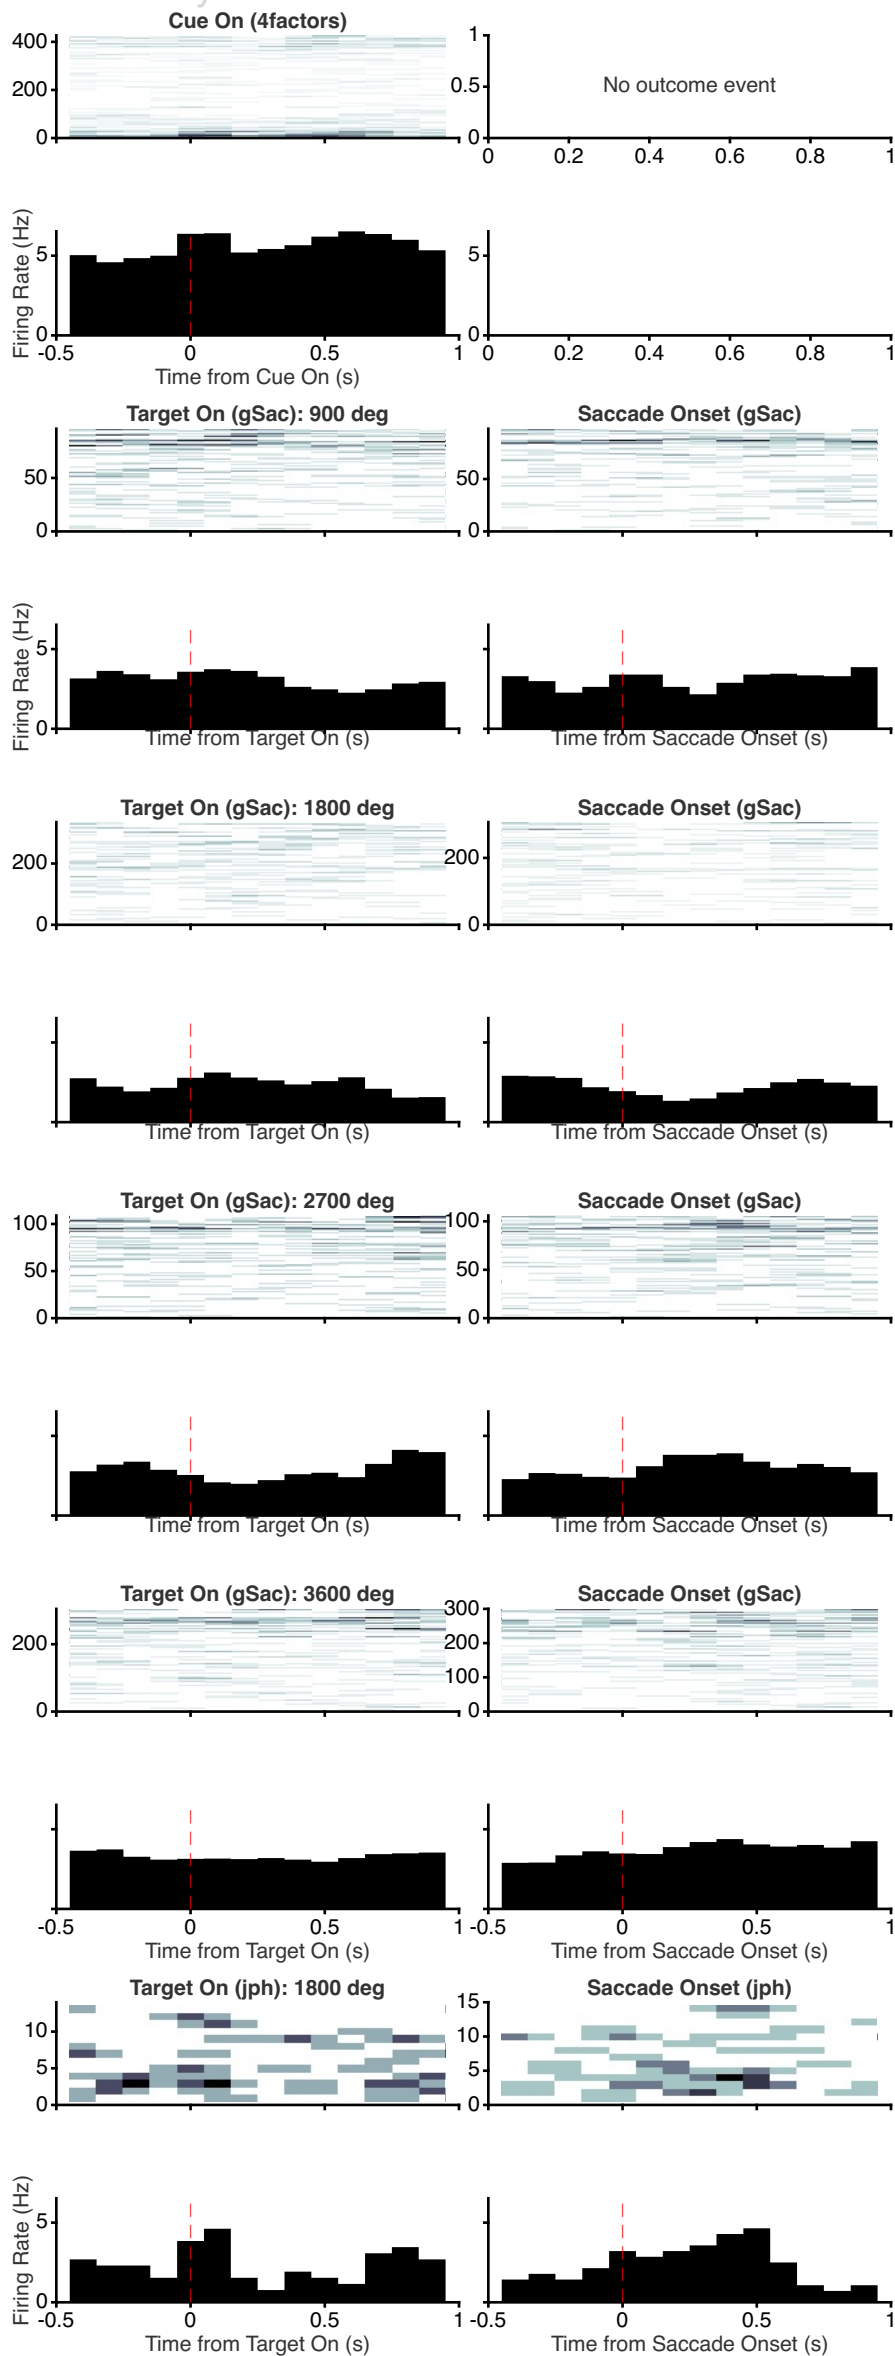 Cue On (4factors)
400
200
0
0
1
0.5
0
No outcome event
0 0.2 0.4 0.6 0.8 1
Firing Rate (Hz)
5
0
-0.5 0 0.5 1
Time from Cue On (s)
5
0
0 0.2 0.4 0.6 0.8 1
Target On (gSac): 900 deg
50
0
Saccade Onset (gSac)
50
0
Firing Rate (Hz)
5
0
Time from Target On (s)
Time from Saccade Onset (s)
Target On (gSac): 1800 deg
200
0
Saccade Onset (gSac)
200
0
Time from Target On (s)
Time from Saccade Onset (s)
Target On (gSac): 2700 deg
100
50
0
Saccade Onset (gSac)
100
50
0
Time from Target On (s)
Time from Saccade Onset (s)
Target On (gSac): 3600 deg
200
0
Saccade Onset (gSac)
300
200
100
0
-0.5 0 0.5 1
Time from Target On (s)
-0.5 0 0.5 1
Time from Saccade Onset (s)
Target On (jph): 1800 deg
10
5
0
Saccade Onset (jph)
15
10
5
0
Firing Rate (Hz)
5
0
-0.5 0 0.5 1
Time from Target On (s)
-0.5 0 0.5 1
Time from Saccade Onset (s)